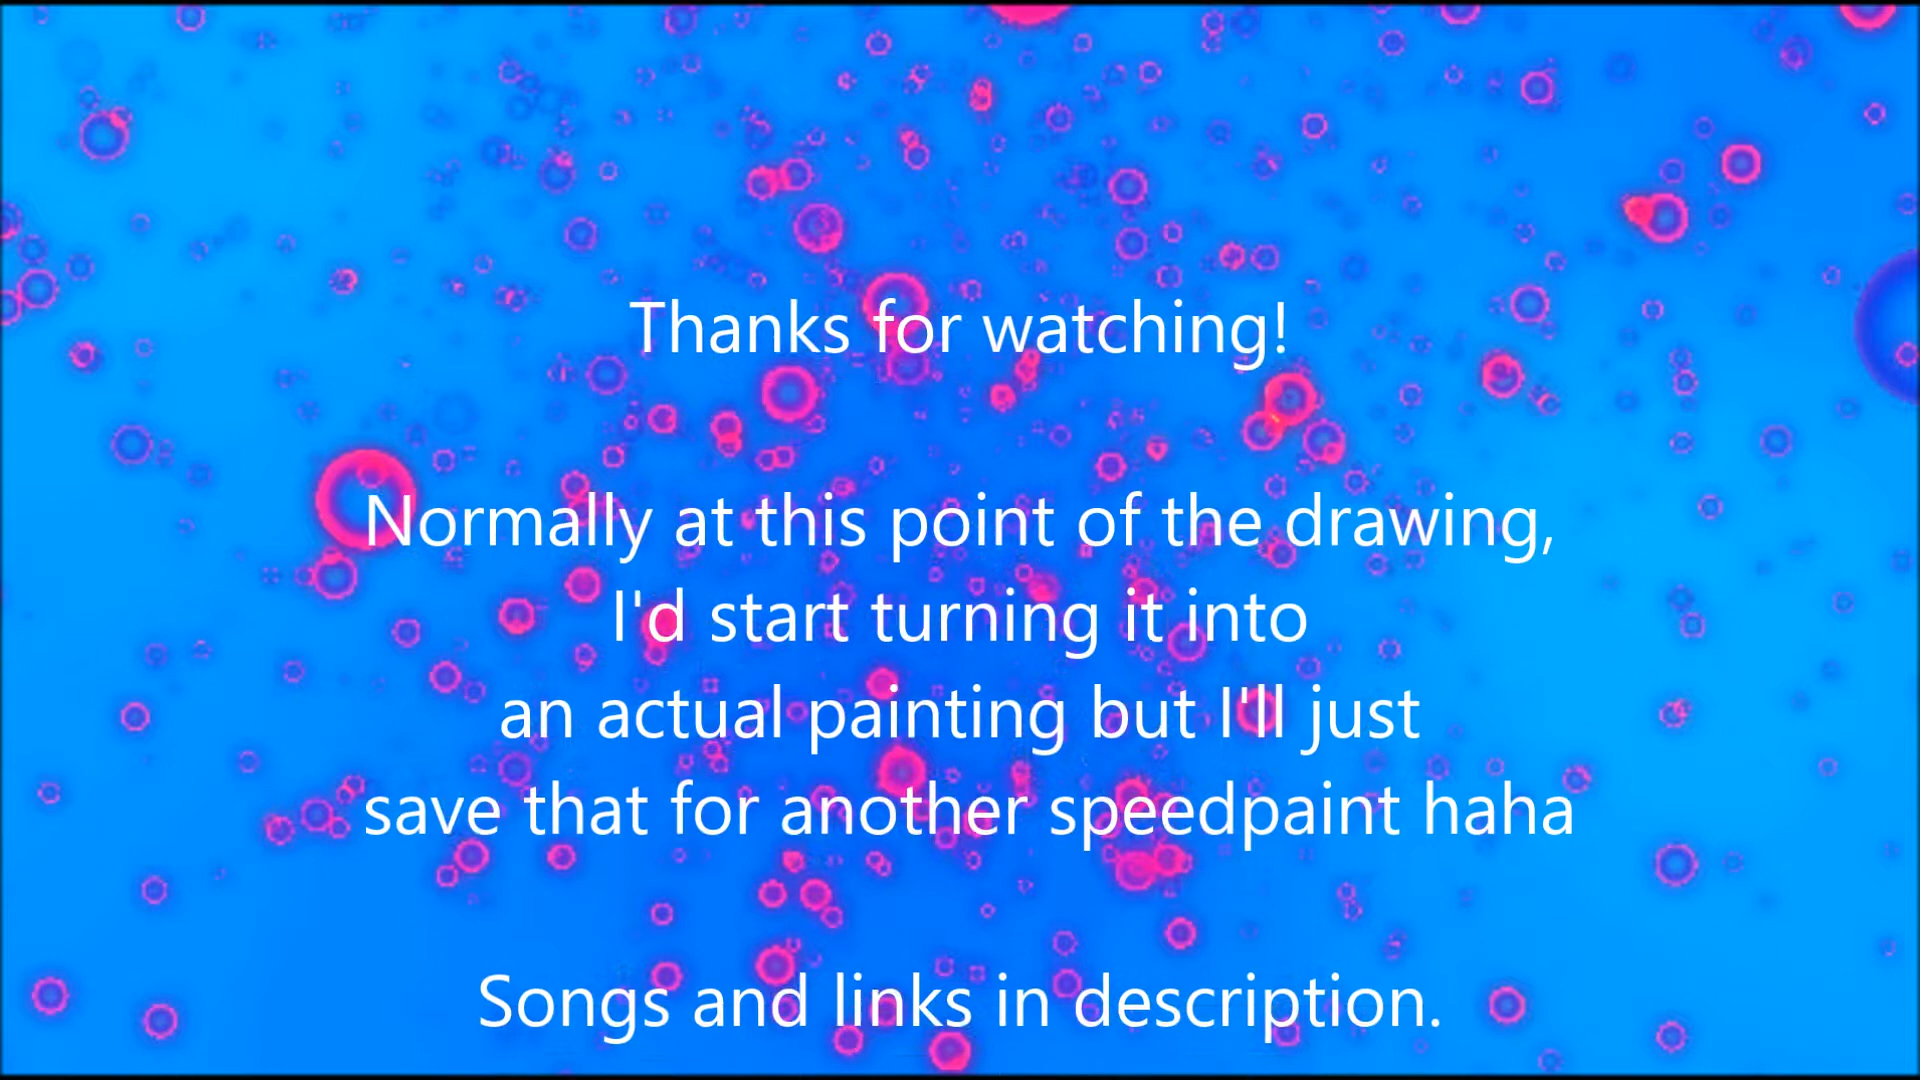 Thanks for watching!
Normally at this point of the drawing,
I'd start turning it into
an actual painting but I'll just
save that for another speedpaint haha
Songs and links in description.